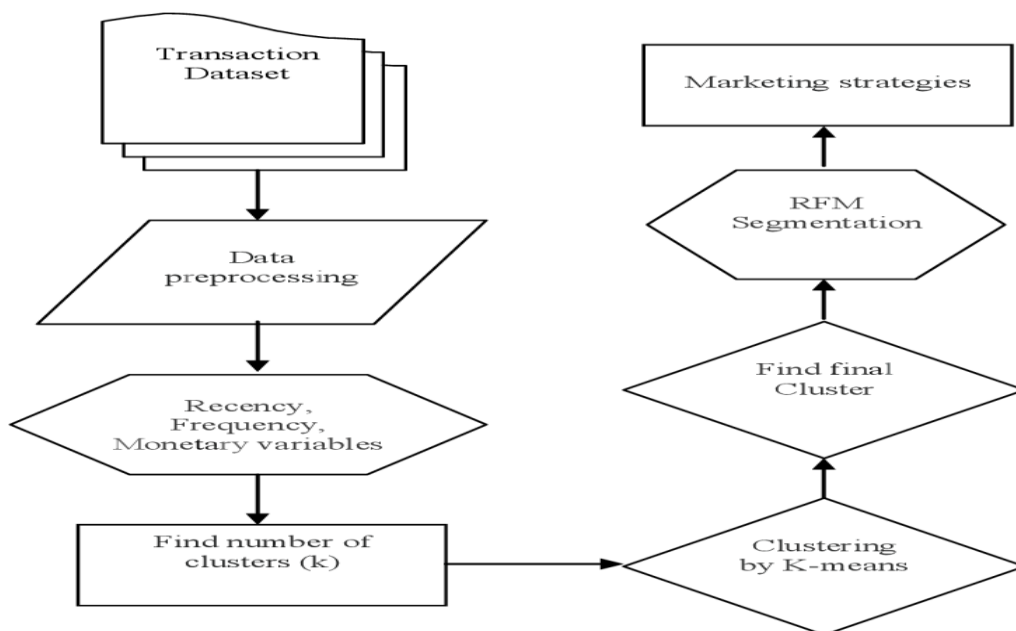 Transaction
Dataset
Data
preprocessing
Recency,
Frequency,
Monetary variables
Find number of
clusters (k)
Clustering
by K-means
Find final
Cluster
RFM
Segmentation
Marketing strategies